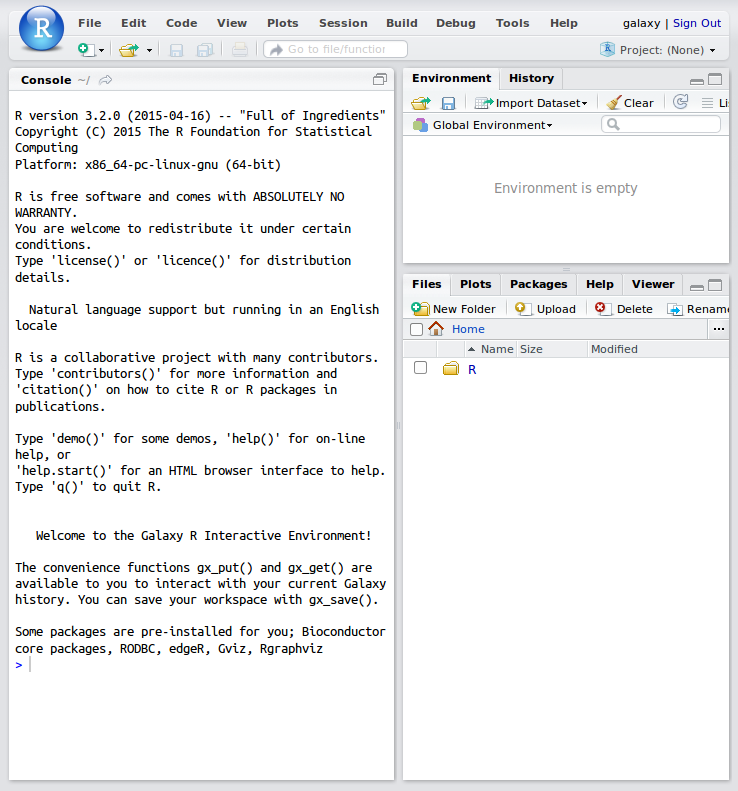 R
File Edit Code View Plots Session Build Debug Tools Help galaxy | Sign Out
Go to file/function Project: (None)
Console ~/
R version 3.2.0 (2015-04-16) -- "Full of Ingredients"
Copyright (C) 2015 The R Foundation for Statistical
Computing
Platform: x86_64-pc-linux-gnu (64-bit)
R is free software and comes with ABSOLUTELY NO
WARRANTY.
You are welcome to redistribute it under certain
conditions.
Type 'license()' or 'licence()' for distribution
details.
Natural language support but running in an English
locale
R is a collaborative project with many contributors.
Type 'contributors()' for more information and
'citation()' on how to cite R or R packages in
publications.
Type 'demo()' for some demos, 'help()' for on-line
help, or
'help.start()' for an HTML browser interface to help.
Type 'q()' to quit R.
Welcome to the Galaxy R Interactive Environment!
The convenience functions gx_put() and gx_get() are
available to you to interact with your current Galaxy
history. You can save your workspace with gx_save().
Some packages are pre-installed for you; Bioconductor
core packages, RODBC, edgeR, Gviz, Rgraphviz
>
Environment History
Import Dataset Clear Li
Global Environment
Environment is empty
Files Plots Packages Help Viewer
New Folder Upload Delete Rename
Home ...
Name Size Modified
R